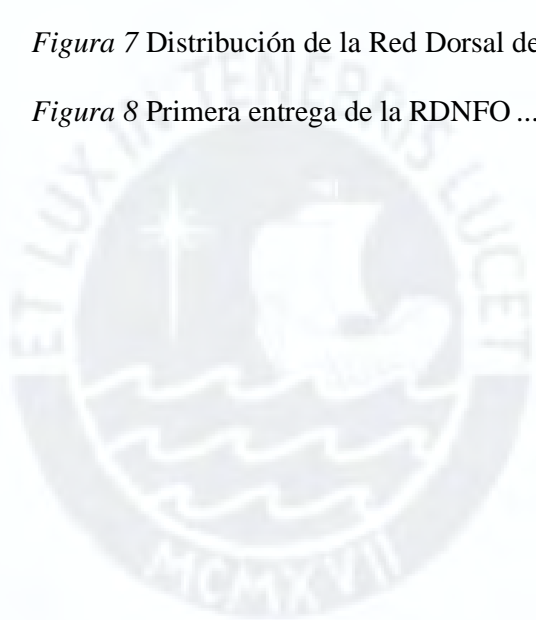 Figura 7 Distribución de la Red Dorsal de
Figura 8 Primera entrega de la RDNFO ...
ET LUX IN TENEBRIS LUCET
MCMXVII